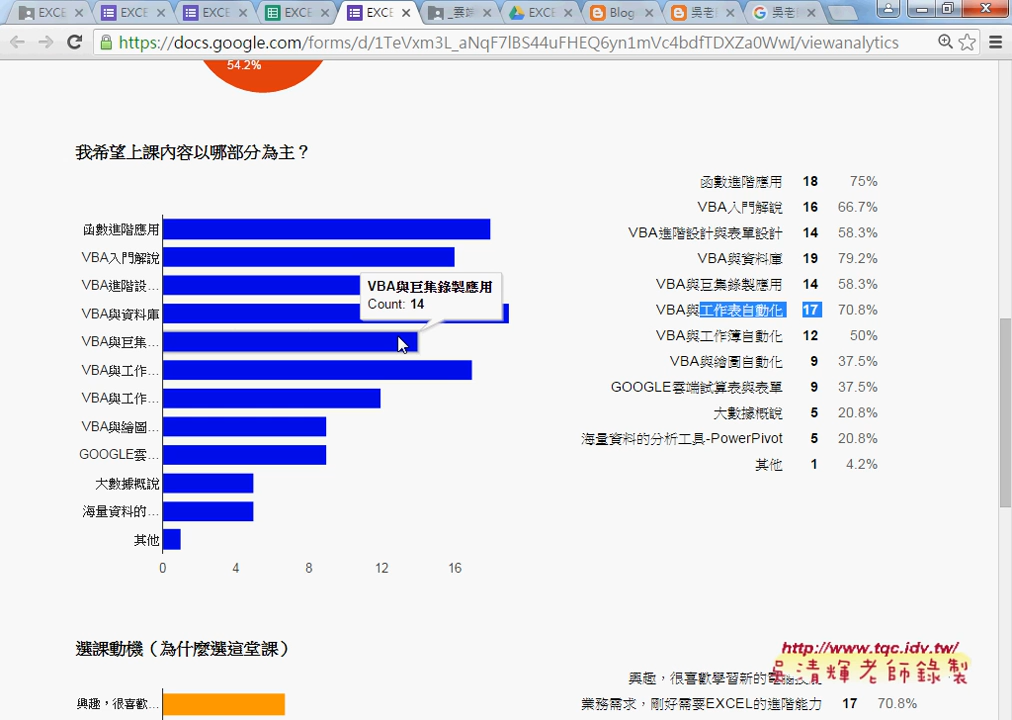 EXCE
EXCE
EXCE
EXCE
EXCE
EXCE
Blog
吳老
吳老
https://docs.google.com/forms/d/1TeVxm3L_aNqF7lBS44uFHEQ6yn1mVc4bdfTDXZa0WwI/viewanalytics
54.2%
我希望上課內容以哪部分為主？
函數進階應用
VBA入門解說
VBA進階設...
VBA與資料庫
VBA與巨集...
VBA與工作...
VBA與工作...
VBA與繪圖...
GOOGLE雲...
大數據概說
海量資料的...
其他
0 4 8 12 16
VBA與巨集錄製應用
Count: 14
函數進階應用 18 75%
VBA入門解說 16 66.7%
VBA進階設計與表單設計 14 58.3%
VBA與資料庫 19 79.2%
VBA與巨集錄製應用 14 58.3%
VBA與工作表自動化 17 70.8%
VBA與工作簿自動化 12 50%
VBA與繪圖自動化 9 37.5%
GOOGLE雲端試算表與表單 9 37.5%
大數據概說 5 20.8%
海量資料的分析工具-PowerPivot 5 20.8%
其他 1 4.2%
選課動機（為什麼選這堂課）
興趣，很喜歡...
興趣，很喜歡學習新的電腦技能
業務需求，剛好需要EXCEL的進階能力 17 70.8%
http://www.tqc.idv.tw/
吳清輝老師錄製